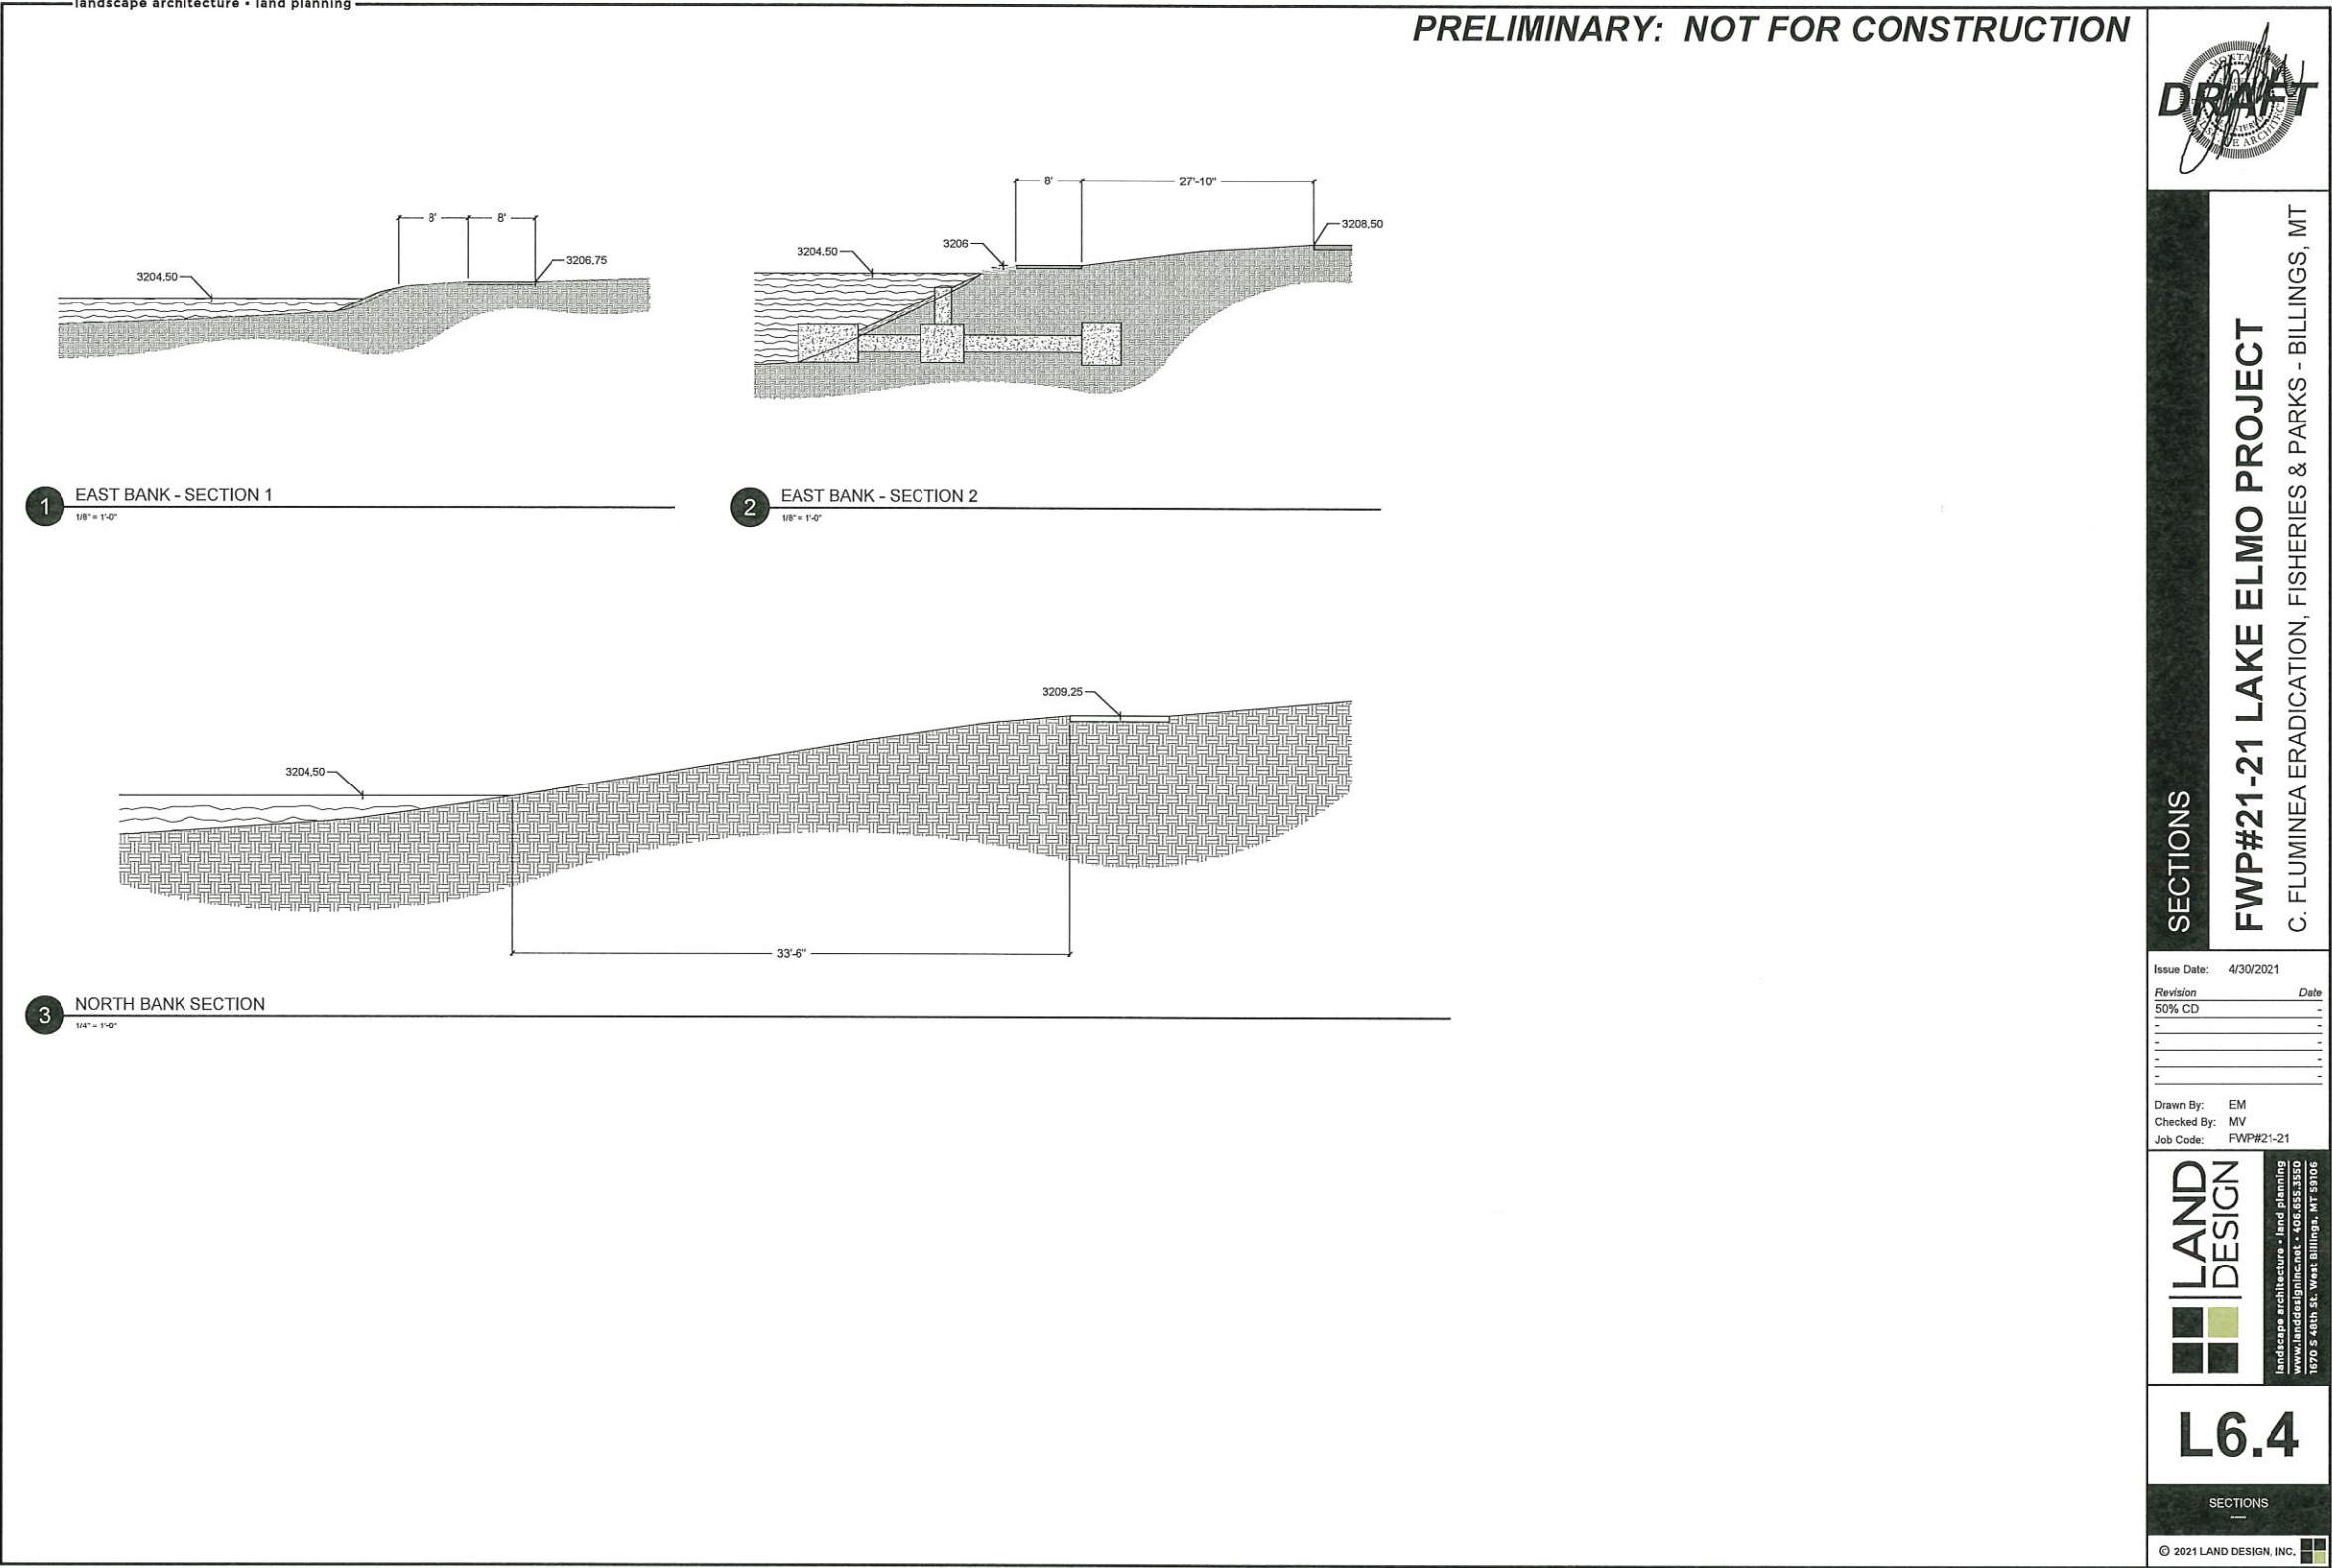 landscape architecture • land planning
PRELIMINARY: NOT FOR CONSTRUCTION
DRAFT
8'
8'
3204.50
3206.75
8'
27'-10"
3208.50
3206
3204.50
1
EAST BANK - SECTION 1
1/8" = 1'-0"
2
EAST BANK - SECTION 2
1/8" = 1'-0"
3209.25
3204.50
33'-6"
3
NORTH BANK SECTION
1/4" = 1'-0"
SECTIONS
FWP#21-21 LAKE ELMO PROJECT
C. FLUMINEA ERADICATION, FISHERIES & PARKS - BILLINGS, MT
Issue Date: 4/30/2021
Revision Date
50% CD -
- -
- -
- -
- -
Drawn By: EM
Checked By: MV
Job Code: FWP#21-21
LAND
DESIGN
landscape architecture • land planning
www.landdesigninc.net • 406.655.3550
1670 S 48th St. West Billings, MT 59106
L6.4
SECTIONS
—
© 2021 LAND DESIGN, INC.